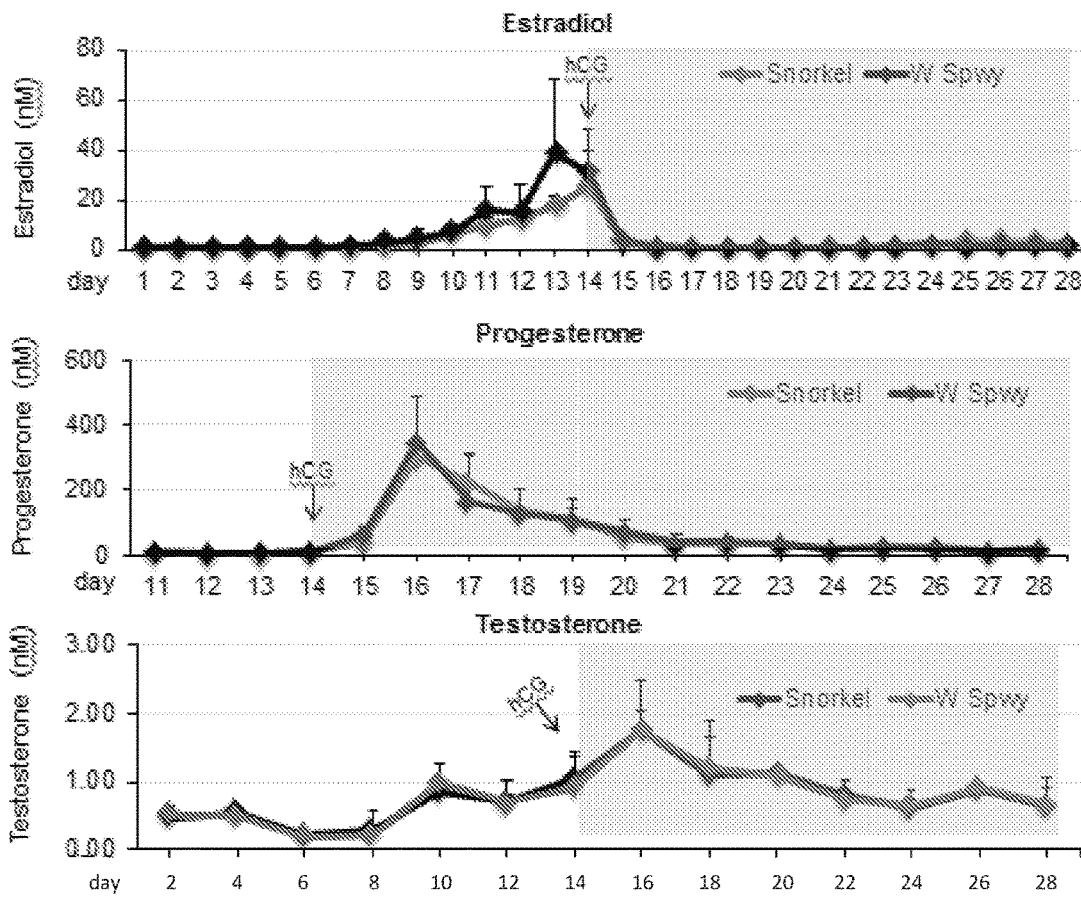 Estradiol
80
60
40
20
0
Estradiol (nM)
hCG
Snorkel W Spwy
day 1 2 3 4 5 6 7 8 9 10 11 12 13 14 15 16 17 18 19 20 21 22 23 24 25 26 27 28
Progesterone
600
400
200
0
Progesterone (nM)
hCG
Snorkel W Spwy
day 11 12 13 14 15 16 17 18 19 20 21 22 23 24 25 26 27 28
Testosterone
3.00
2.00
1.00
0.00
Testosterone (nM)
hCG
Snorkel W Spwy
day 2 4 6 8 10 12 14 16 18 20 22 24 26 28